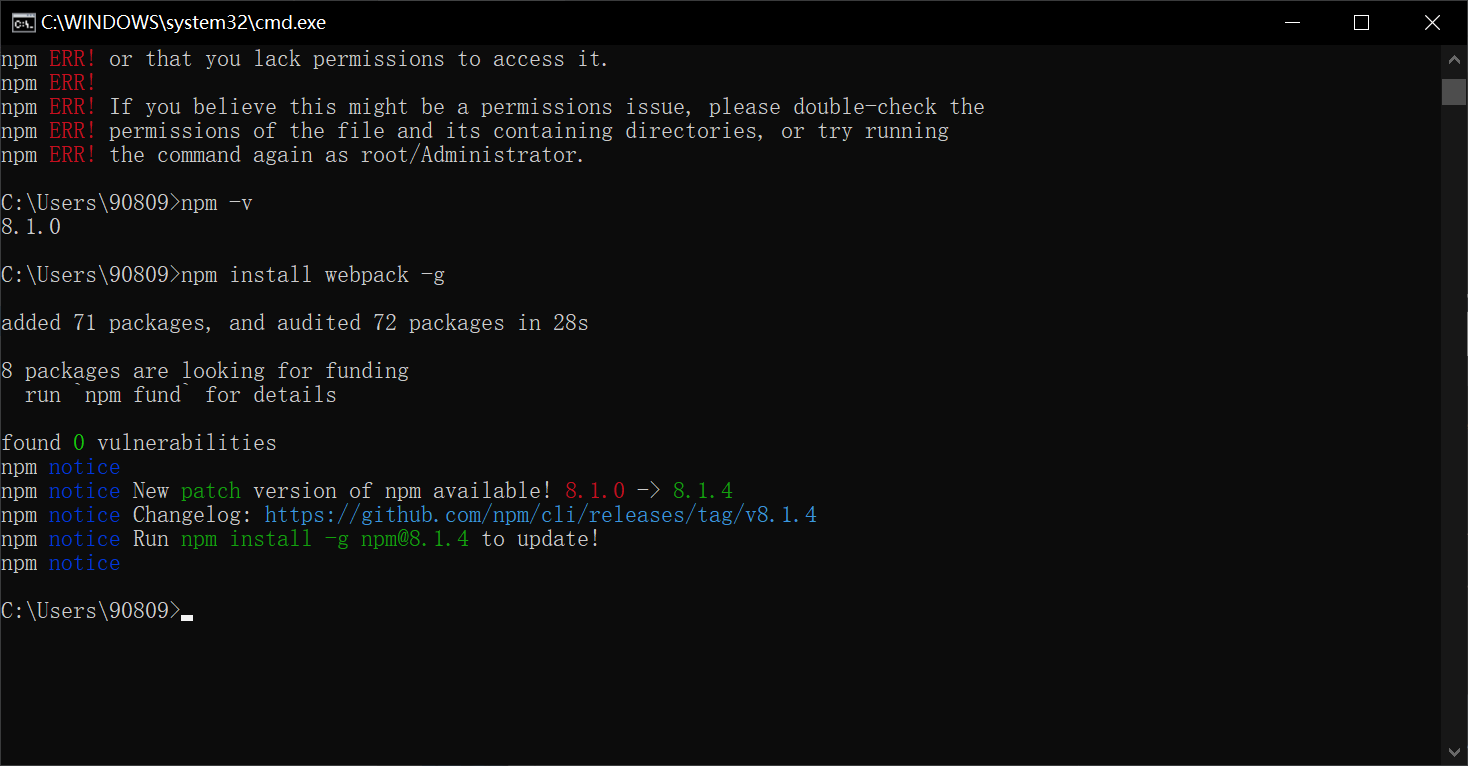 C:\WINDOWS\system32\cmd.exe
npm ERR! or that you lack permissions to access it.
npm ERR!
npm ERR! If you believe this might be a permissions issue, please double-check the
npm ERR! permissions of the file and its containing directories, or try running
npm ERR! the command again as root/Administrator.
C:\Users\90809>npm -v
8.1.0
C:\Users\90809>npm install webpack -g
added 71 packages, and audited 72 packages in 28s
8 packages are looking for funding
  run `npm fund` for details
found 0 vulnerabilities
npm notice
npm notice New patch version of npm available! 8.1.0 -> 8.1.4
npm notice Changelog: https://github.com/npm/cli/releases/tag/v8.1.4
npm notice Run npm install -g npm@8.1.4 to update!
npm notice
C:\Users\90809>